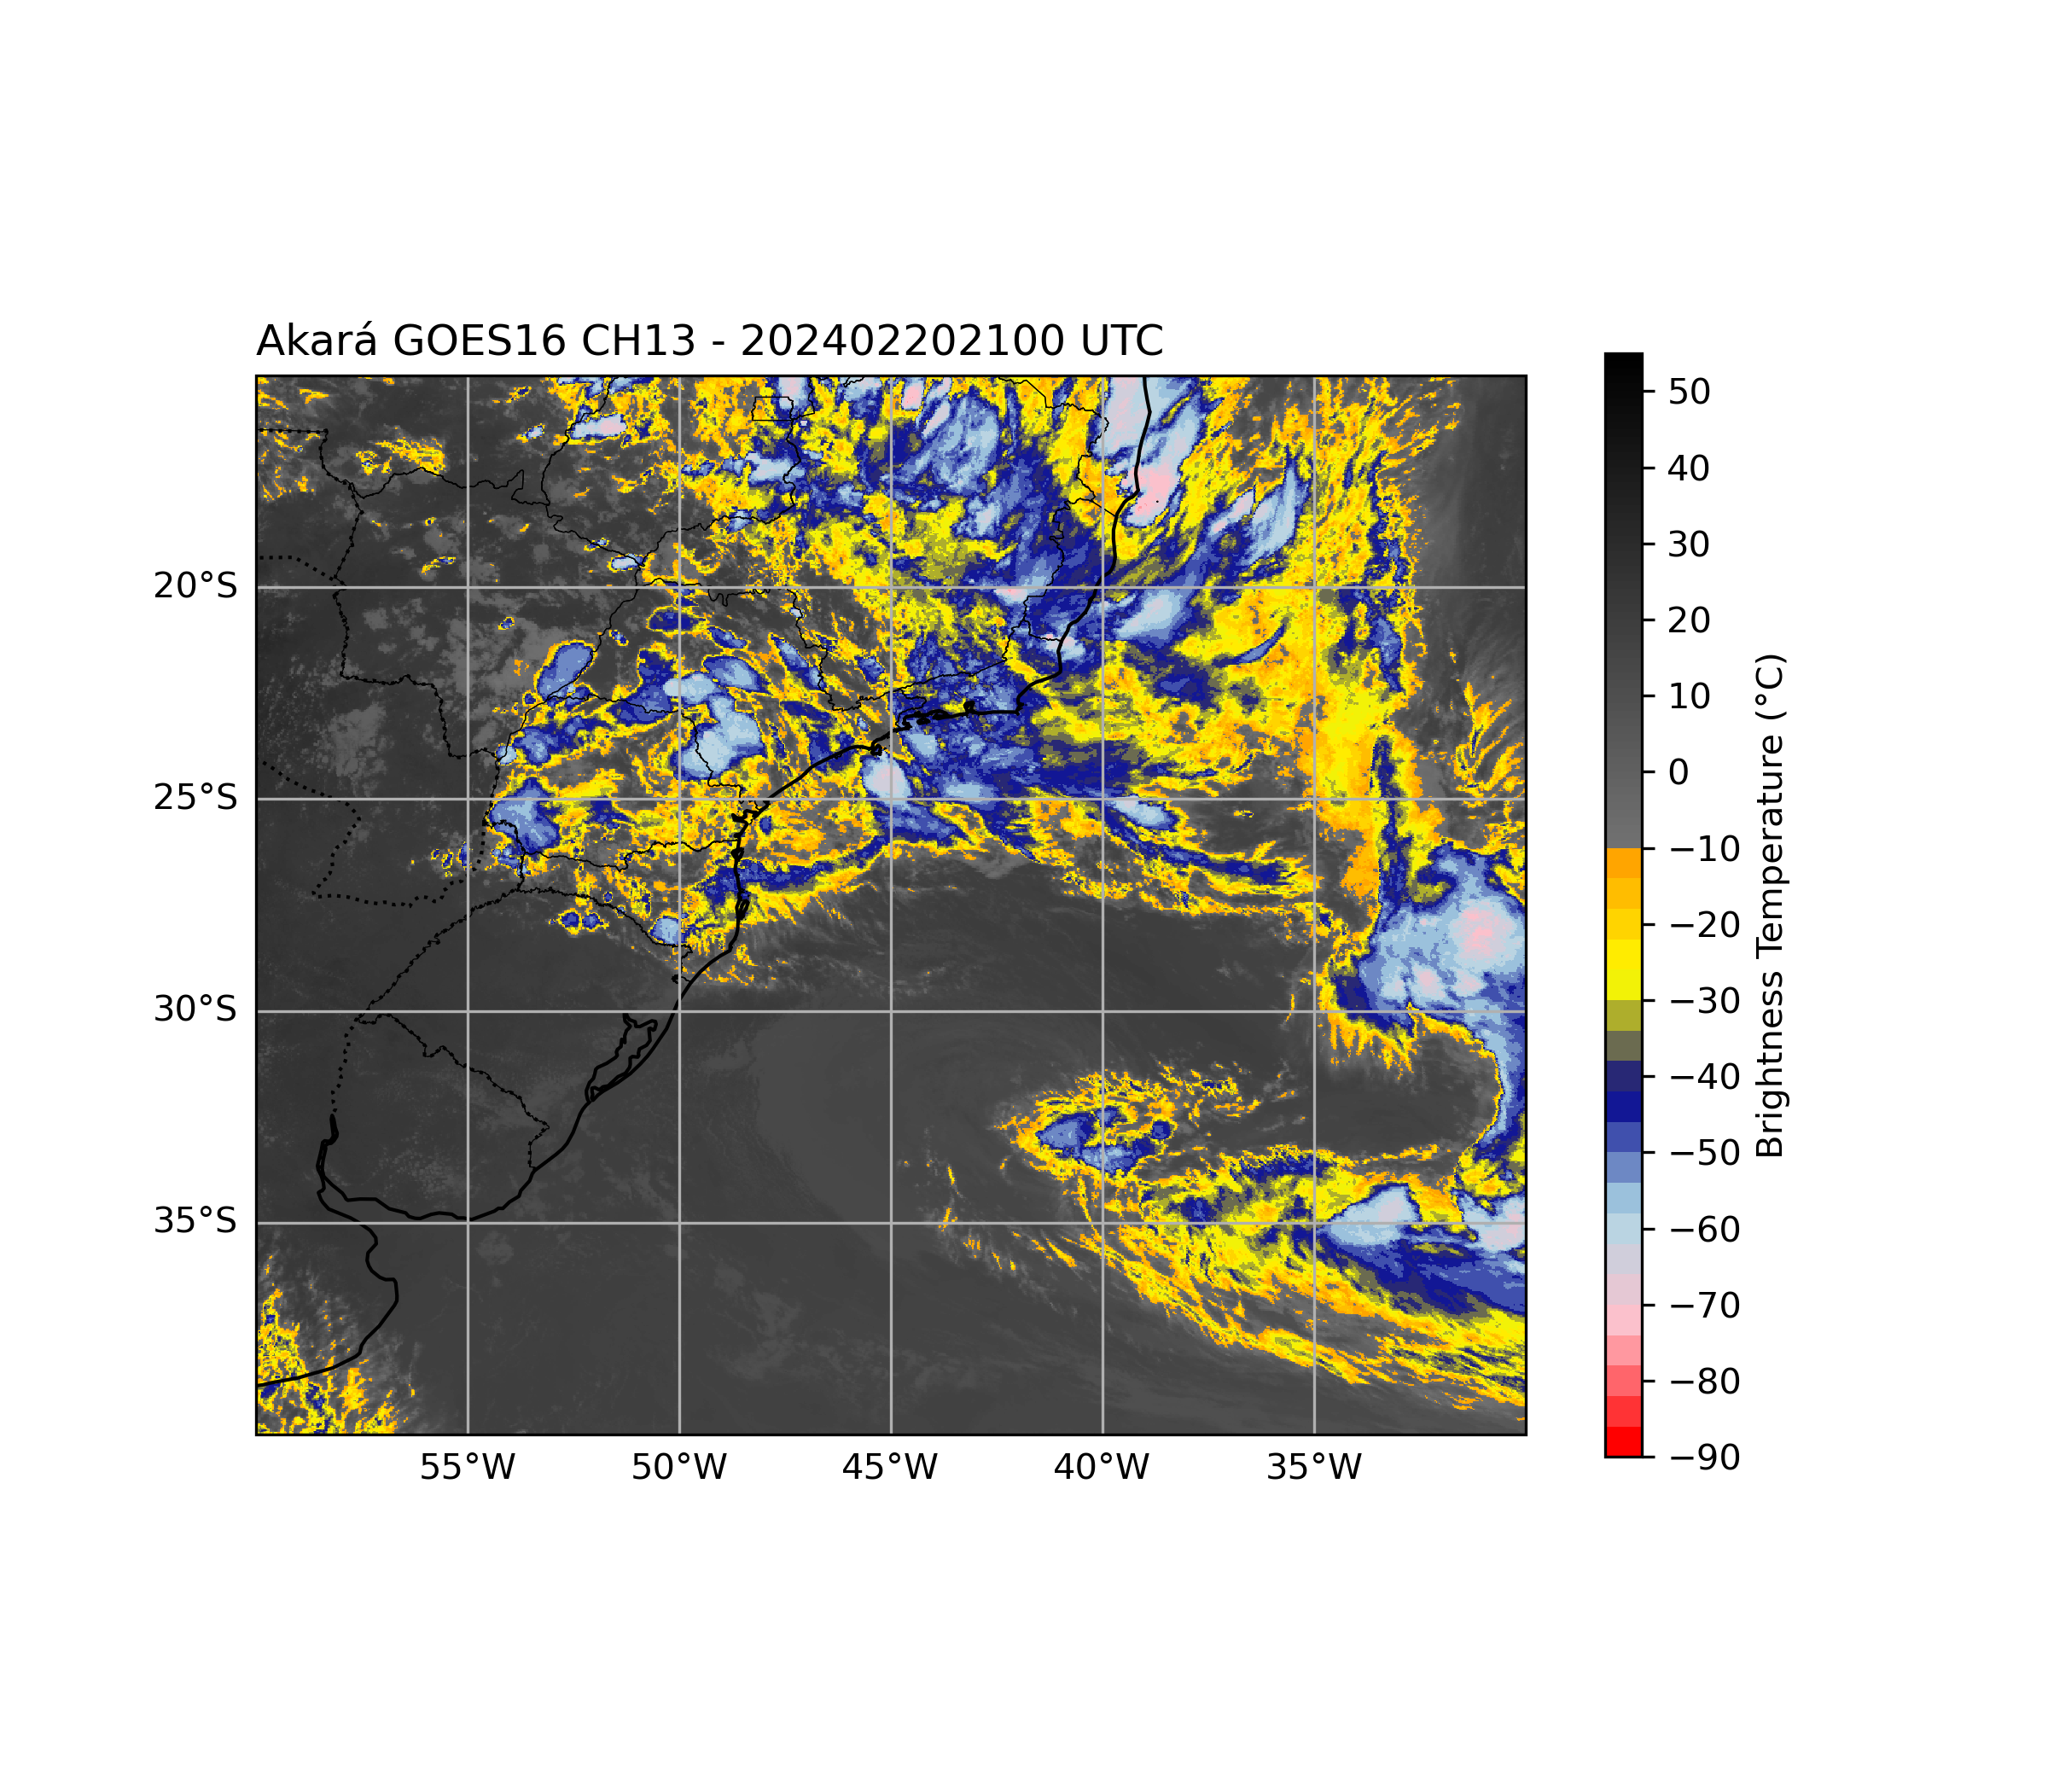 Akará GOES16 CH13 - 202402202100 UTC
20°S
25°S
30°S
35°S
55°W
50°W
45°W
40°W
35°W
50
40
30
20
10
0
−10
−20
−30
−40
−50
−60
−70
−80
−90
Brightness Temperature (°C)